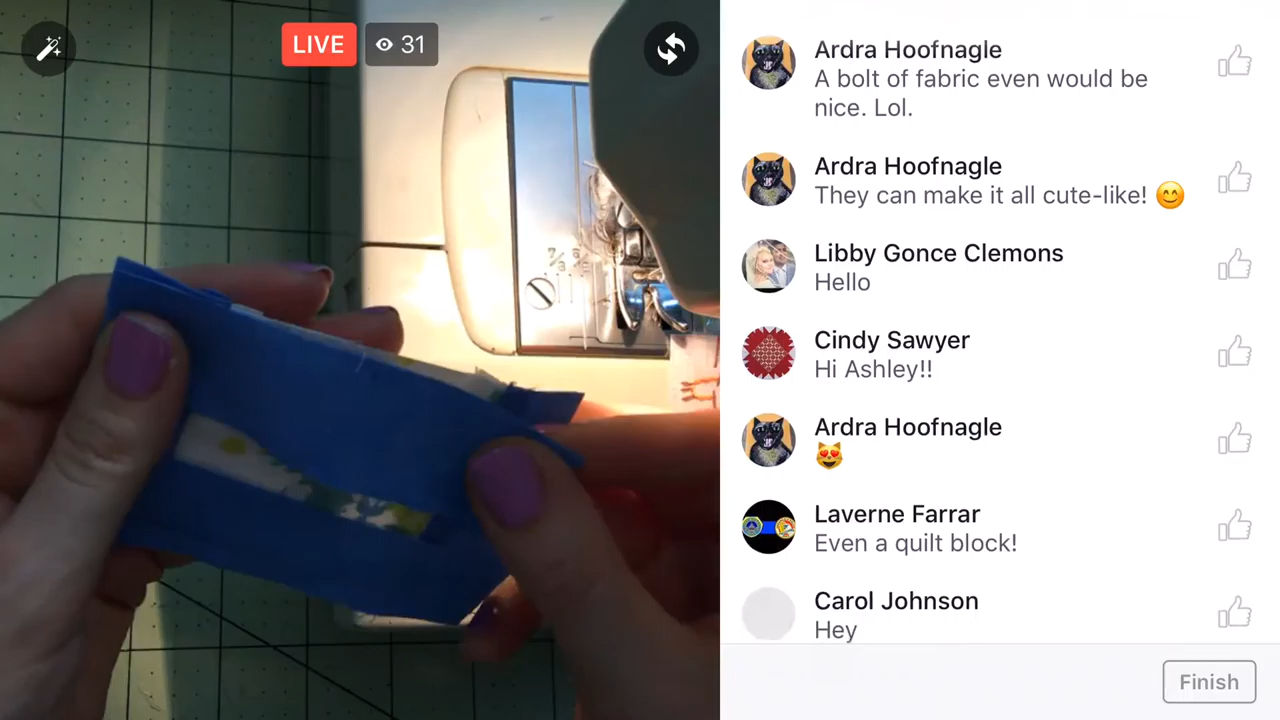 LIVE 31
Ardra Hoofnagle
A bolt of fabric even would be
nice. Lol.
Ardra Hoofnagle
They can make it all cute-like! 😊
Libby Gonce Clemons
Hello
Cindy Sawyer
Hi Ashley!!
Ardra Hoofnagle
😻
Laverne Farrar
Even a quilt block!
Carol Johnson
Hey
Finish